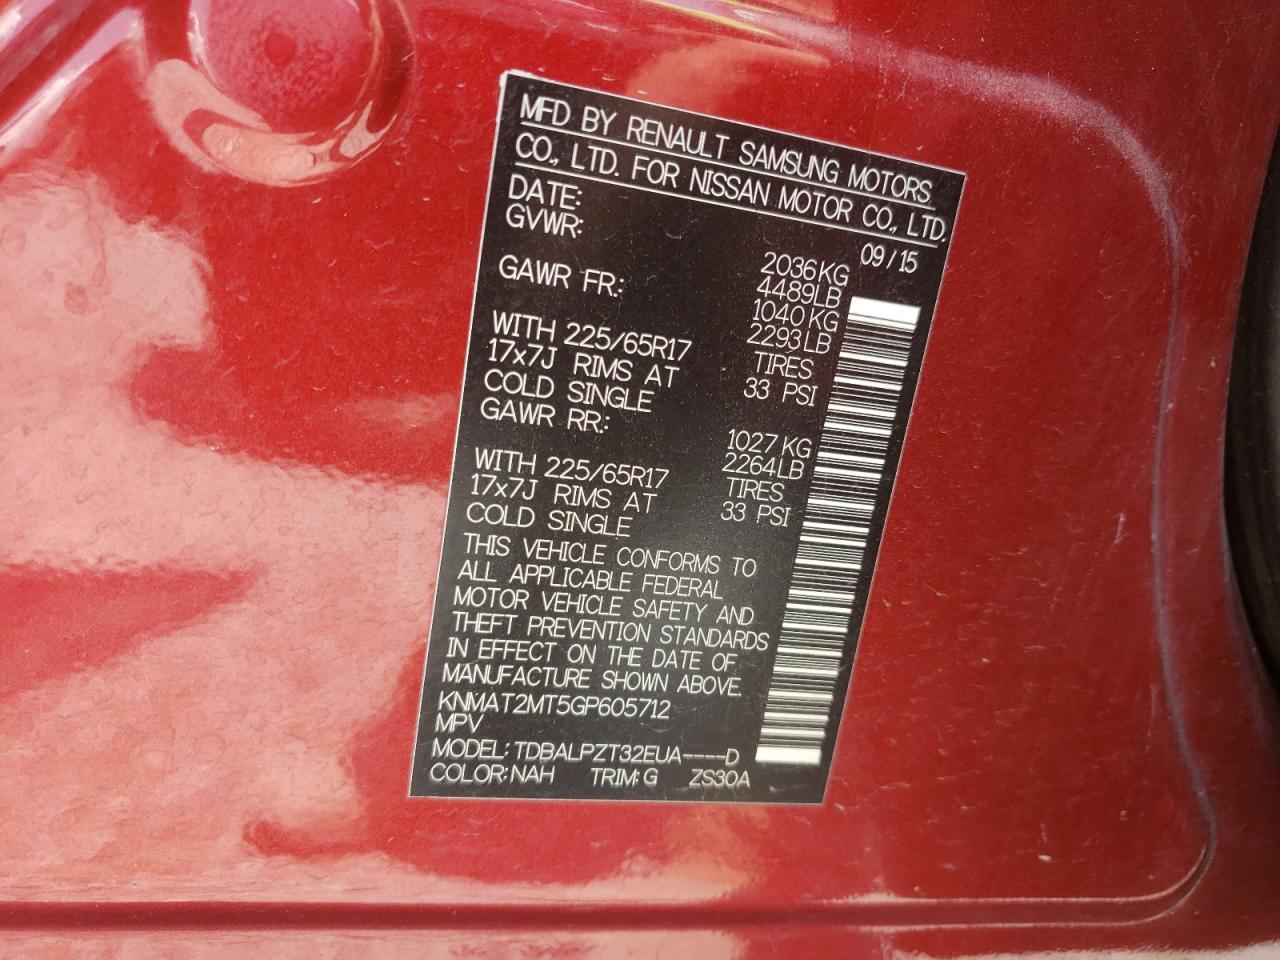 MFD BY RENAULT SAMSUNG MOTORS
CO., LTD. FOR NISSAN MOTOR CO., LTD.
DATE: 09/15
GVWR: 2036KG
4489LB
GAWR FR: 1040KG
2293LB
WITH 225/65R17 TIRES
17x7J RIMS AT 33 PSI
COLD SINGLE
GAWR RR: 1027KG
2264LB
WITH 225/65R17 TIRES
17x7J RIMS AT 33 PSI
COLD SINGLE
THIS VEHICLE CONFORMS TO
ALL APPLICABLE FEDERAL
MOTOR VEHICLE SAFETY AND
THEFT PREVENTION STANDARDS
IN EFFECT ON THE DATE OF
MANUFACTURE SHOWN ABOVE.
KNMAT2MT5GP605712
MPV
MODEL: TDBALPZT32EUA----D
COLOR: NAH TRIM: G ZS30A